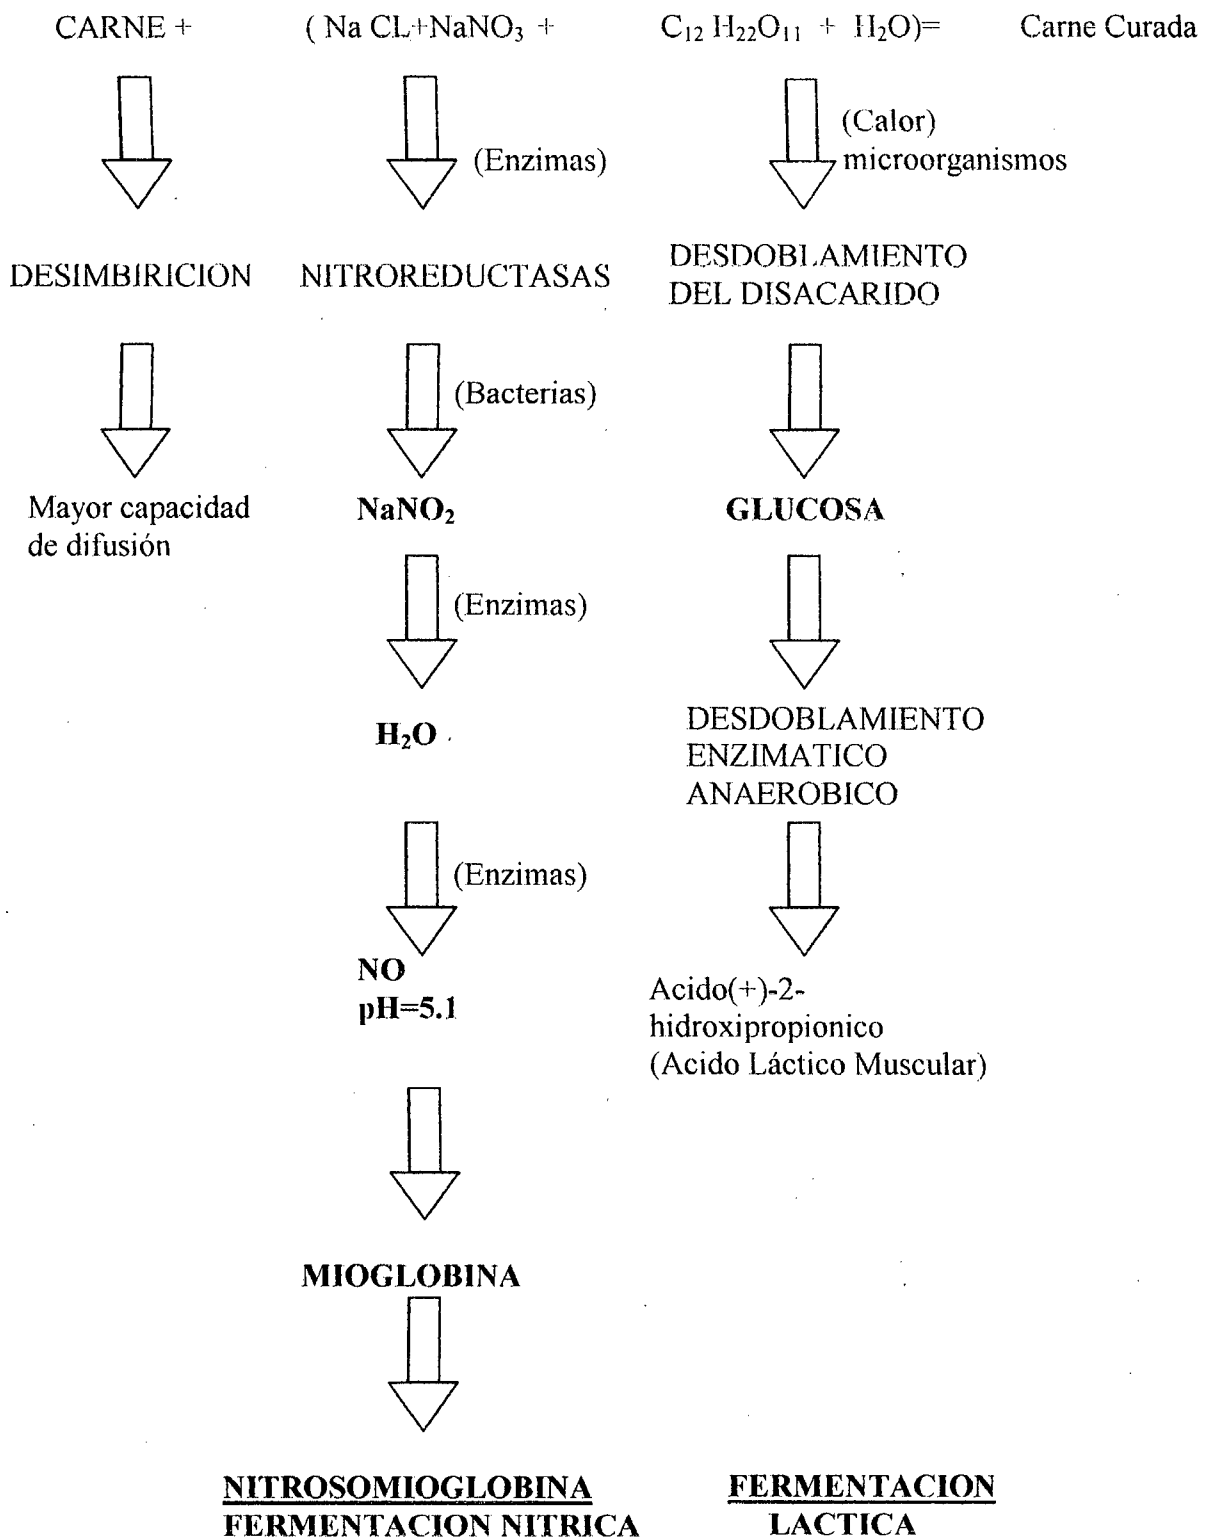 CARNE + ( Na CL+NaNO₃ + C₁₂ H₂₂O₁₁ + H₂O)= Carne Curada
(Enzimas)
(Calor)
microorganismos
DESIMBIRICION
NITROREDUCTASAS
DESDOBLAMIENTO
DEL DISACARIDO
(Bacterias)
Mayor capacidad
de difusión
NaNO₂
GLUCOSA
(Enzimas)
H₂O
DESDOBLAMIENTO
ENZIMATICO
ANAEROBICO
(Enzimas)
NO
pH=5.1
Acido(+)-2-
hidroxipropionico
(Acido Láctico Muscular)
MIOGLOBINA
NITROSOMIOGLOBINA
FERMENTACION NITRICA
FERMENTACION
LACTICA